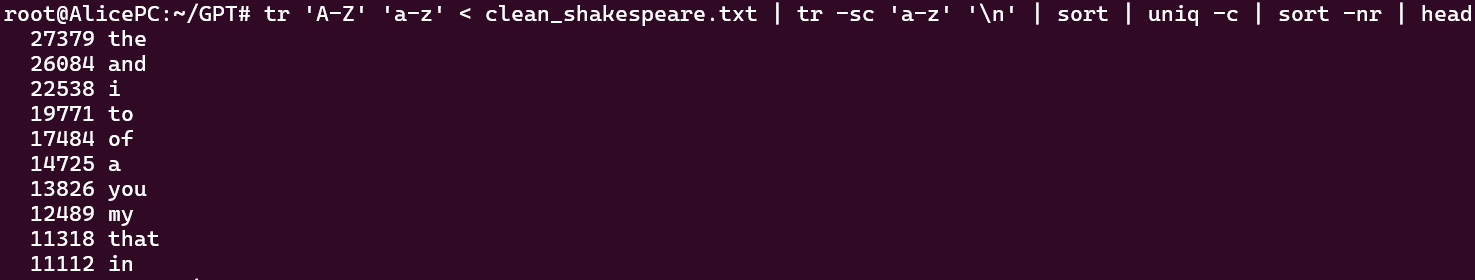 root@AlicePC:~/GPT# tr 'A-Z' 'a-z' < clean_shakespeare.txt | tr -sc 'a-z' '\n' | sort | uniq -c | sort -nr | head
27379 the
26084 and
22538 i
19771 to
17484 of
14725 a
13826 you
12489 my
11318 that
11112 in